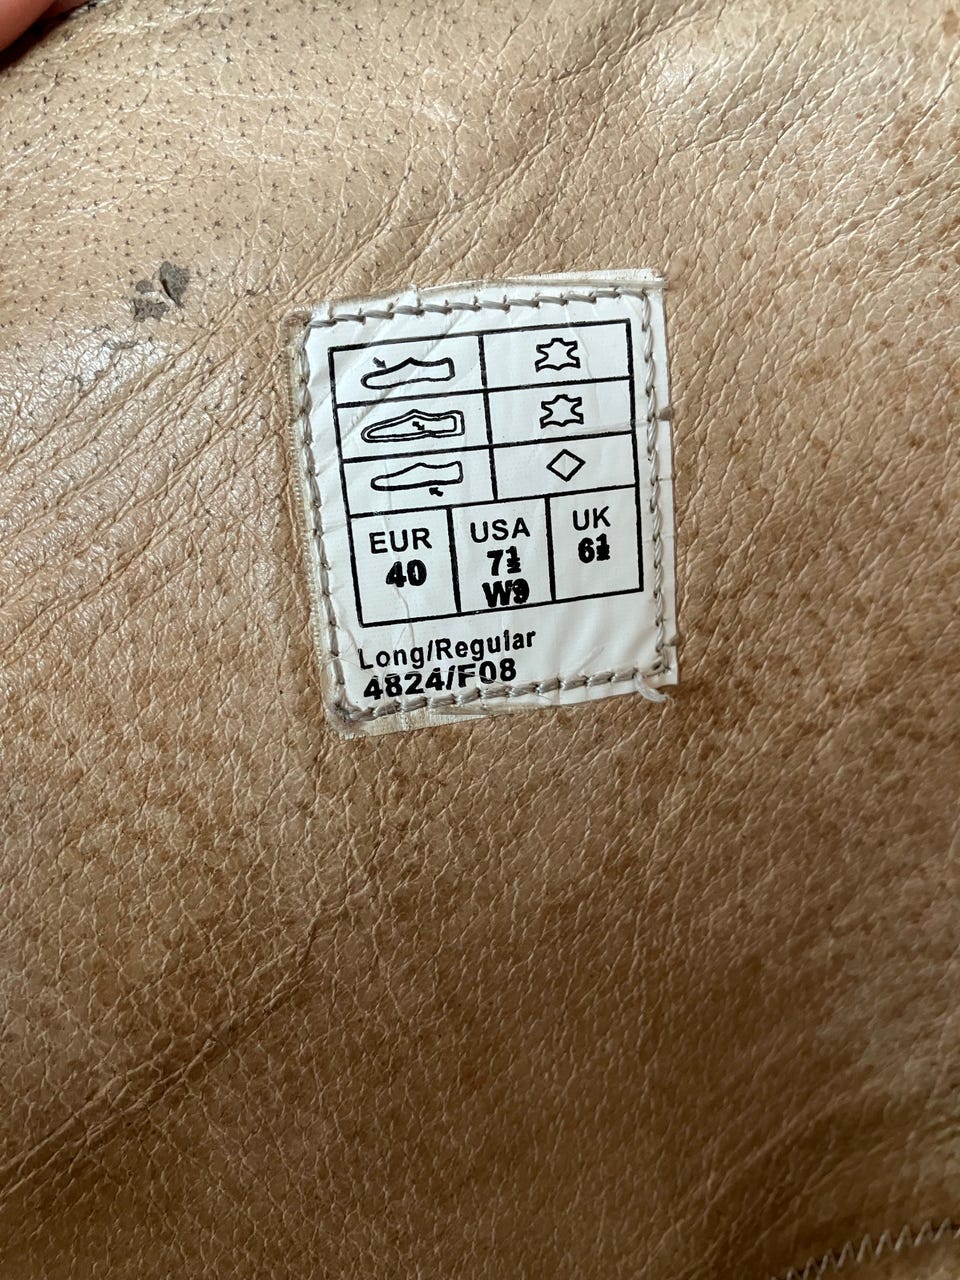 EUR USA UK
40 7½ 6½
W9
Long/Regular
4824/F08